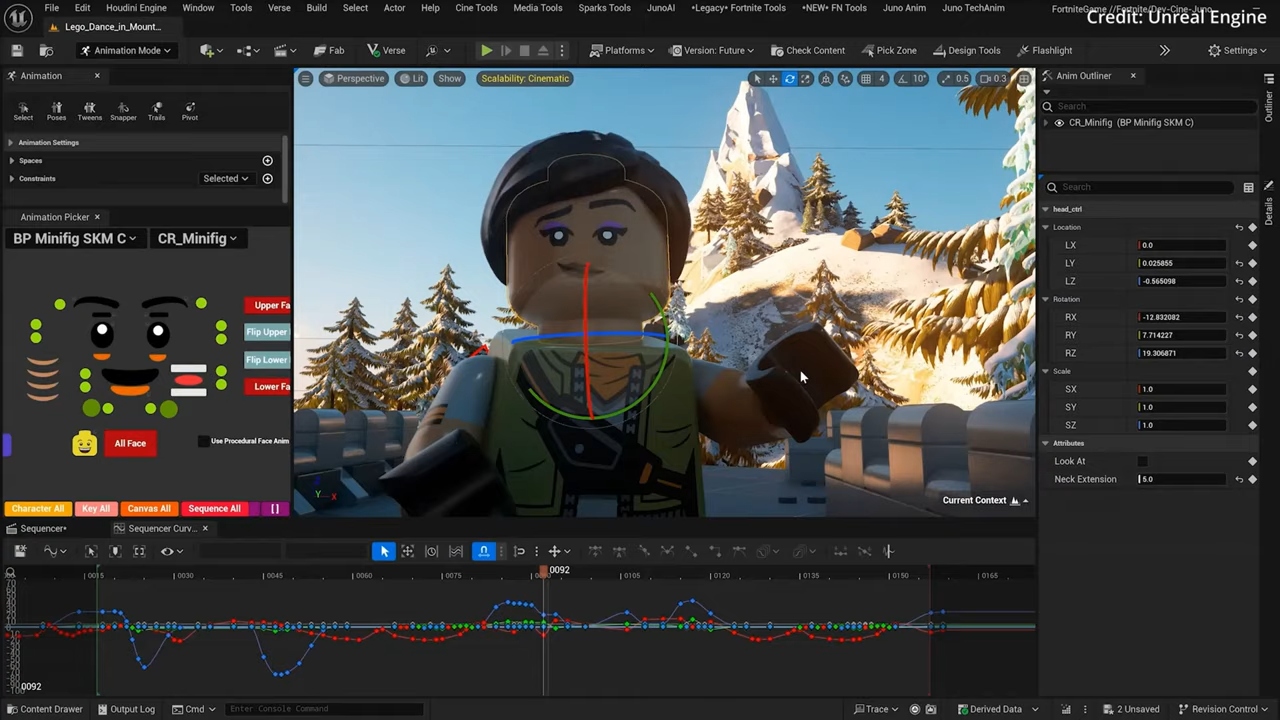 File Edit Houdini Engine Window Tools Verse Build Select Actor Help Cine Tools Media Tools Sparks Tools JunoAI *Legacy* Fortnite Tools *NEW* FN Tools Juno Anim Juno TechAnim
Credit: Unreal Engine
Lego_Dance_in_Mount...
Animation Mode Fab Verse Platforms Version: Future Check Content Pick Zone Design Tools Flashlight Settings
Animation
Perspective Lit Show Scalability: Cinematic 4 10° 0.5 0.3
Anim Outliner
Outliner
Select Poses Tweens Snapper Trails Pivot
Search
CR_Minifig (BP Minifig SKM C)
Animation Settings
Spaces
Constraints Selected
Search
Details
Animation Picker
BP Minifig SKM C CR_Minifig
head_ctrl
Location
LX 0.0
LY 0.025855
LZ -0.565098
Rotation
RX -12.832082
RY 7.714227
RZ 19.306871
Scale
SX 1.0
SY 1.0
SZ 1.0
Attributes
Look At
Neck Extension 5.0
Upper Fa
Flip Upper
Flip Lower
Lower Fa
All Face
Use Procedural Face Anim
Z
Y X
Current Context
Character All Key All Canvas All Sequence All [ ]
Sequencer* Sequencer Curv...
0015 0030 0045 0060 0075 0092 0105 0120 0135 0150 0165
0092
Content Drawer Output Log Cmd Enter Console Command Trace Derived Data 2 Unsaved Revision Control